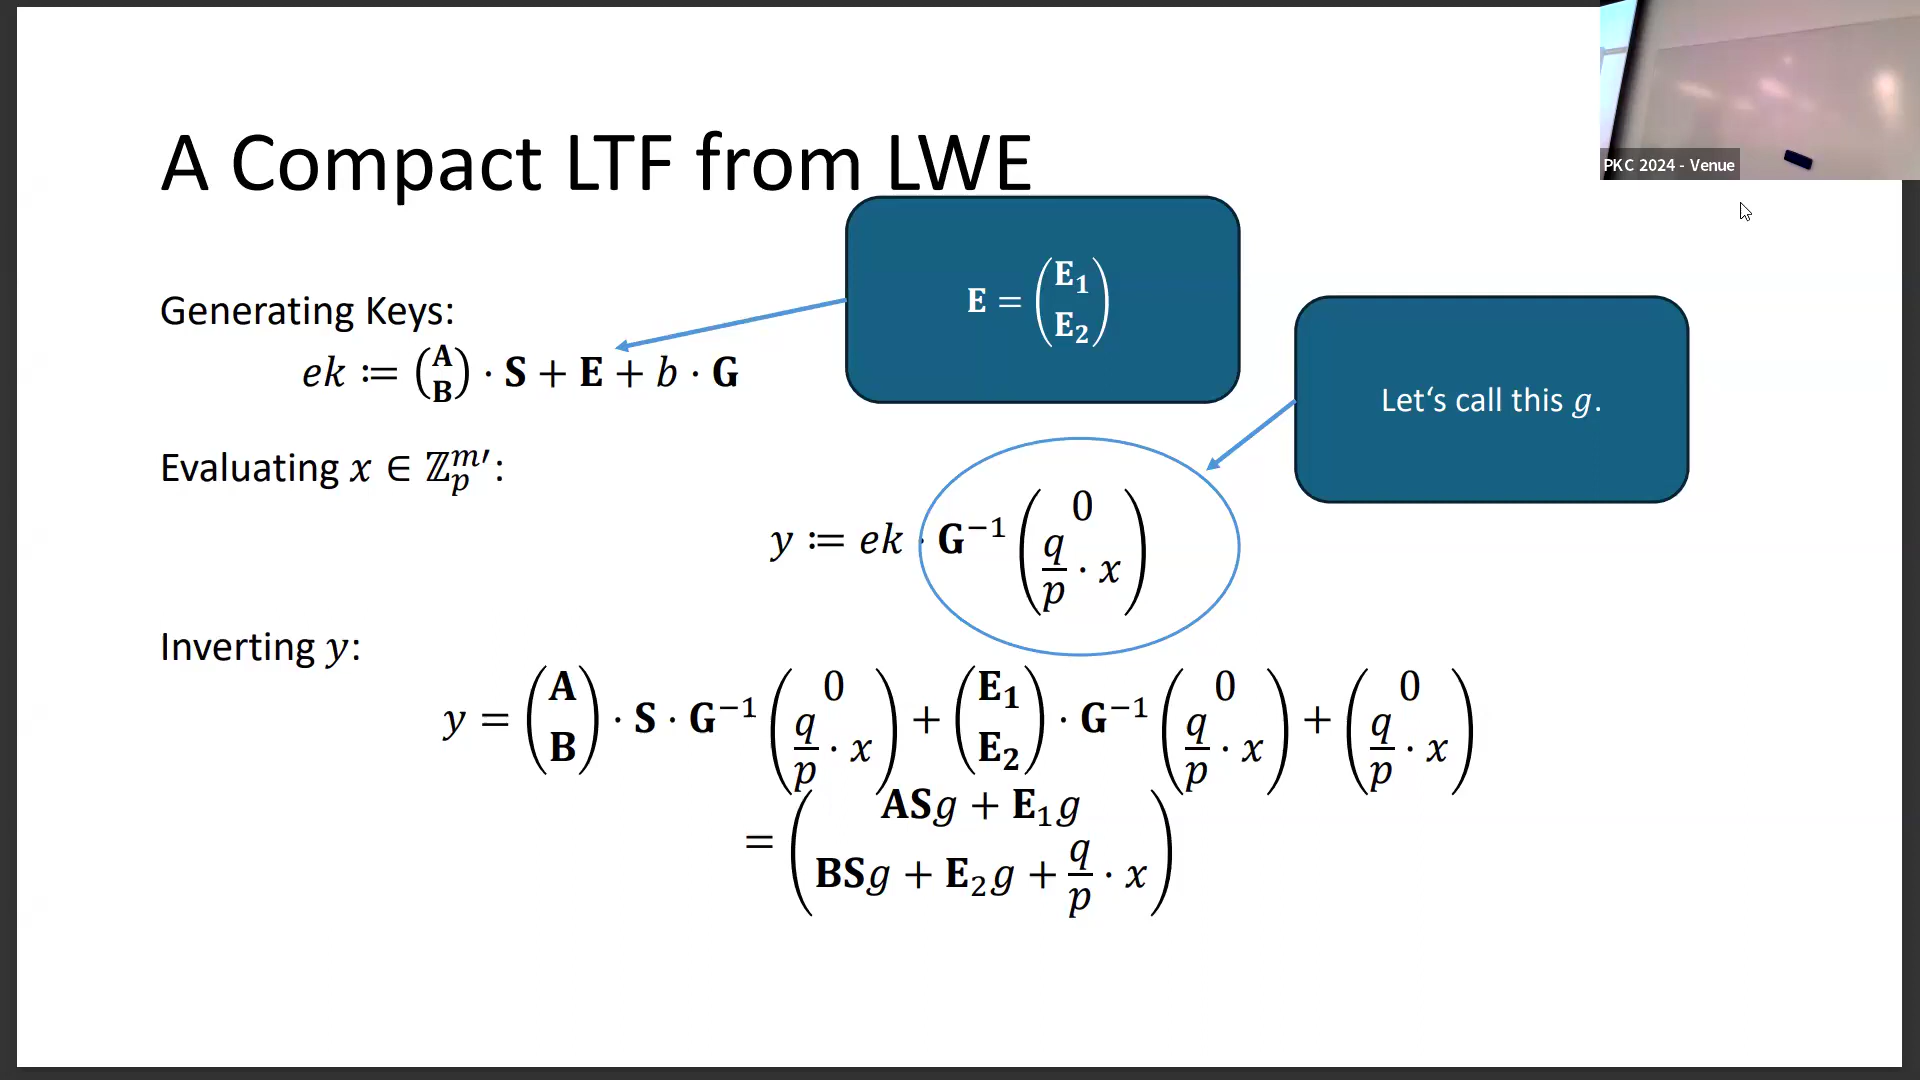 A Compact LTF from LWE
PKC 2024 - Venue
𝐄 = (𝐄₁ 𝐄₂)
Generating Keys:
ek ≔ (𝐀 𝐁) · 𝐒 + 𝐄 + b · 𝐆
Let‘s call this g.
Evaluating x ∈ ℤₚᵐ′:
y ≔ ek · 𝐆⁻¹ (0 q/p · x)
Inverting y:
y = (𝐀 𝐁) · 𝐒 · 𝐆⁻¹ (0 q/p · x) + (𝐄₁ 𝐄₂) · 𝐆⁻¹ (0 q/p · x) + (0 q/p · x)
= (𝐀𝐒g + 𝐄₁g
𝐁𝐒g + 𝐄₂g + q/p · x)